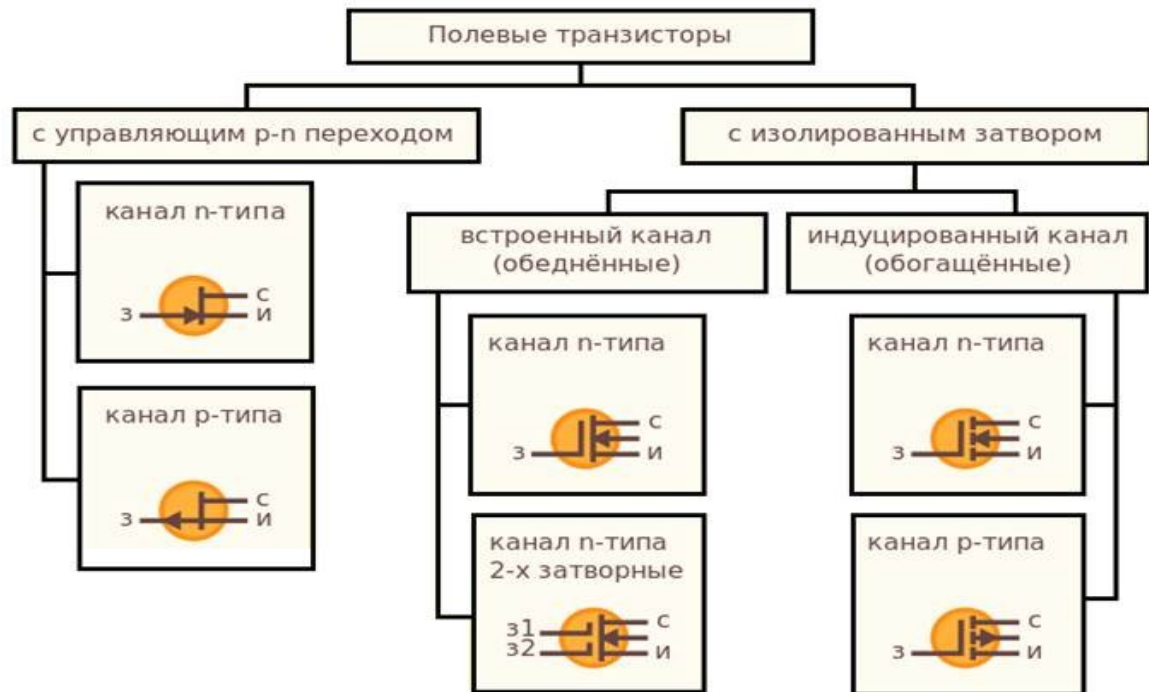 Полевые транзисторы
с управляющим p-n переходом
с изолированным затвором
канал n-типа
с
з
и
канал p-типа
с
з
и
встроенный канал
(обеднённые)
канал n-типа
с
з
и
канал n-типа
2-х затворные
з1
с
з2
и
индуцированный канал
(обогащённые)
канал n-типа
с
з
и
канал p-типа
с
з
и